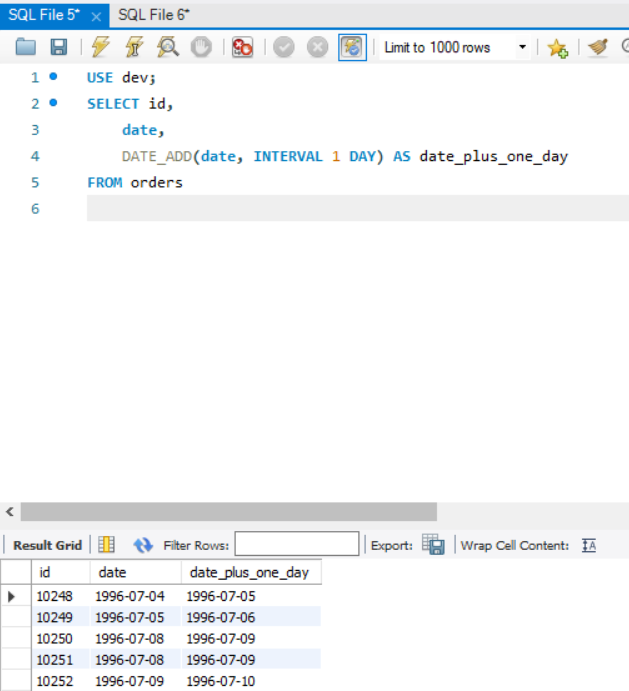 SQL File 5* × SQL File 6*
Limit to 1000 rows
1 USE dev;
2 SELECT id,
3 date,
4 DATE_ADD(date, INTERVAL 1 DAY) AS date_plus_one_day
5 FROM orders
6
Result Grid Filter Rows: Export: Wrap Cell Content:
id date date_plus_one_day
10248 1996-07-04 1996-07-05
10249 1996-07-05 1996-07-06
10250 1996-07-08 1996-07-09
10251 1996-07-08 1996-07-09
10252 1996-07-09 1996-07-10